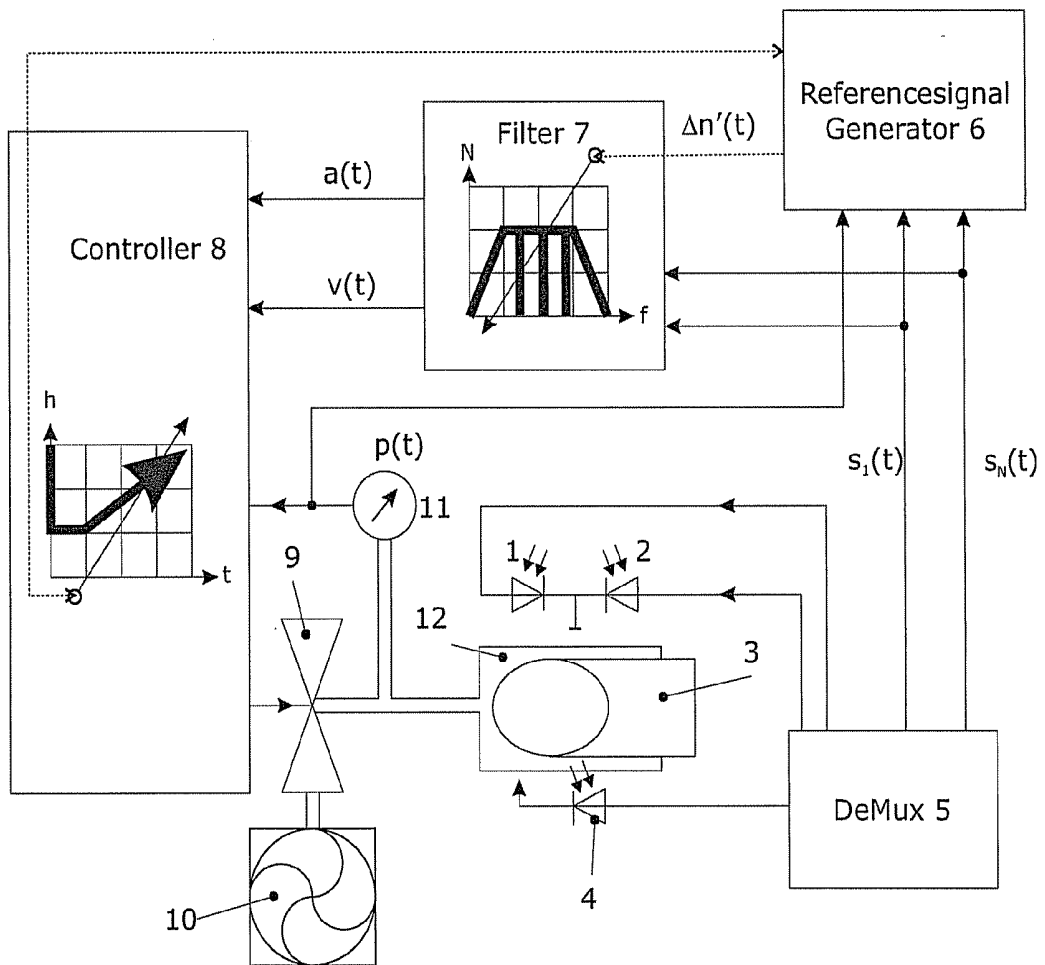 Referencesignal
Generator 6
Filter 7
Δn’(t)
N
a(t)
Controller 8
v(t)
f
h
p(t)
s1(t)
sN(t)
11
9
1
2
t
12
3
DeMux 5
4
10